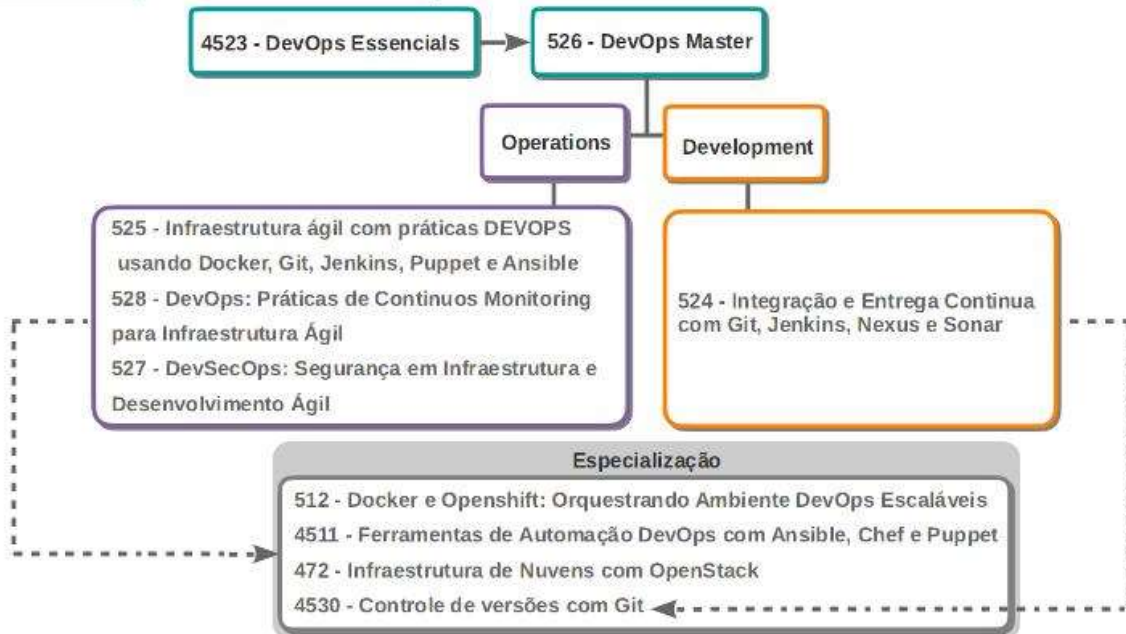 4523 - DevOps Essencials
526 - DevOps Master
Operations
Development
525 - Infraestrutura ágil com práticas DEVOPS
usando Docker, Git, Jenkins, Puppet e Ansible
528 - DevOps: Práticas de Continuos Monitoring
para Infraestrutura Ágil
527 - DevSecOps: Segurança em Infraestrutura e
Desenvolvimento Ágil
524 - Integração e Entrega Continua
com Git, Jenkins, Nexus e Sonar
Especialização
512 - Docker e Openshift: Orquestrando Ambiente DevOps Escaláveis
4511 - Ferramentas de Automação DevOps com Ansible, Chef e Puppet
472 - Infraestrutura de Nuvens com OpenStack
4530 - Controle de versões com Git